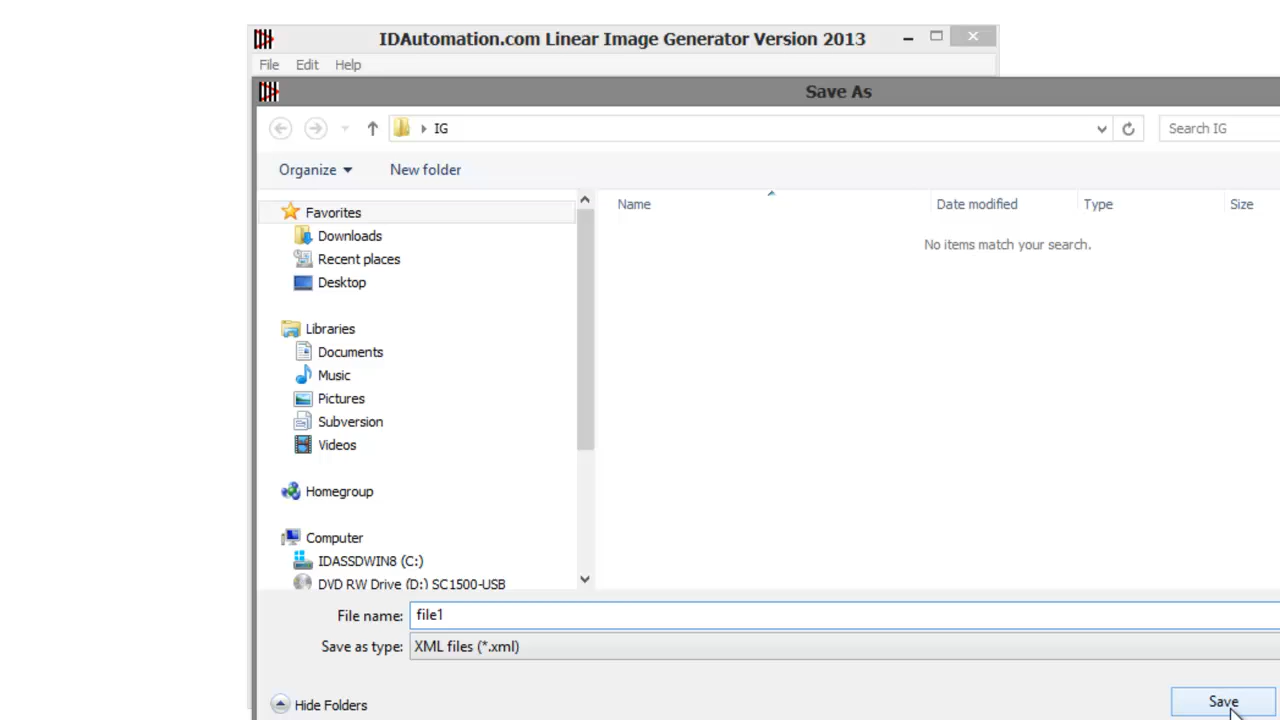 IDAutomation.com Linear Image Generator Version 2013
File Edit Help
Save As
IG
Search IG
Organize New folder
Name Date modified Type Size
No items match your search.
Favorites
Downloads
Recent places
Desktop
Libraries
Documents
Music
Pictures
Subversion
Videos
Homegroup
Computer
IDASSDWIN8 (C:)
DVD RW Drive (D:) SC1500-USB
File name: file1
Save as type: XML files (*.xml)
Hide Folders
Save